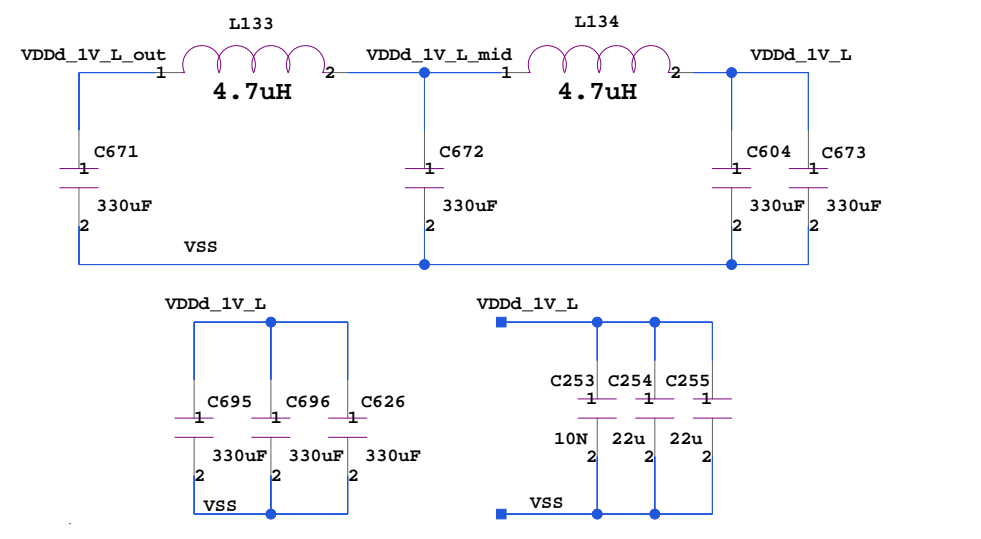 L133
L134
VDDd_1V_L_out
VDDd_1V_L_mid
VDDd_1V_L
1 2 1 2
4.7uH
4.7uH
C671 C672 C604 C673
1 1 1 1
330uF 330uF 330uF 330uF
2 2 2 2
VSS
VDDd_1V_L
VDDd_1V_L
C253 C254 C255
1 1 1
C695 C696 C626
1 1 1
10N 22u 22u
330uF 330uF 330uF
2 2 2
2 2 2
VSS
VSS